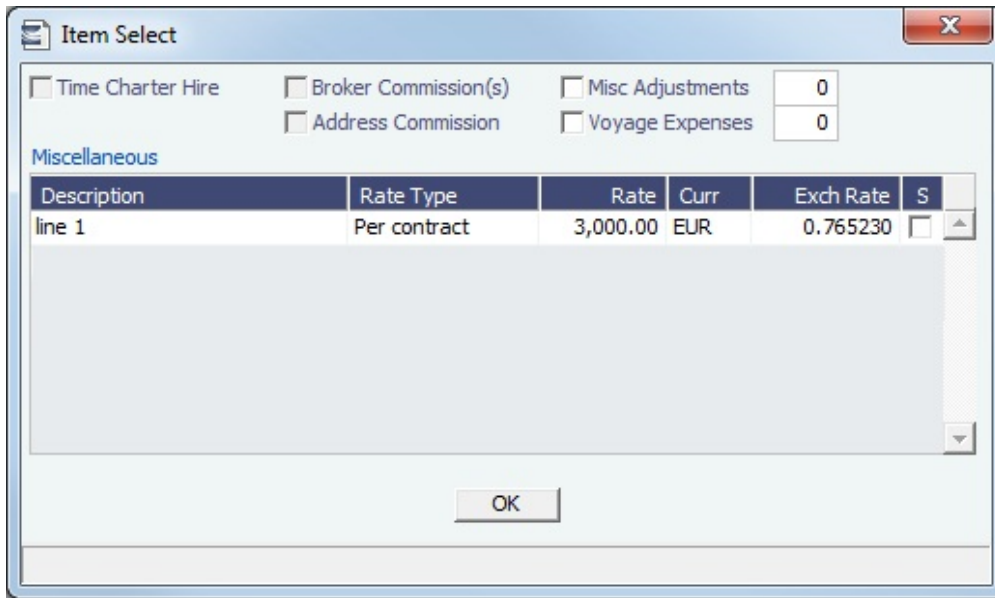 Item Select
Time Charter Hire Broker Commission(s) Misc Adjustments 0
Address Commission Voyage Expenses 0
Miscellaneous
Description Rate Type Rate Curr Exch Rate S
line 1 Per contract 3,000.00 EUR 0.765230
OK